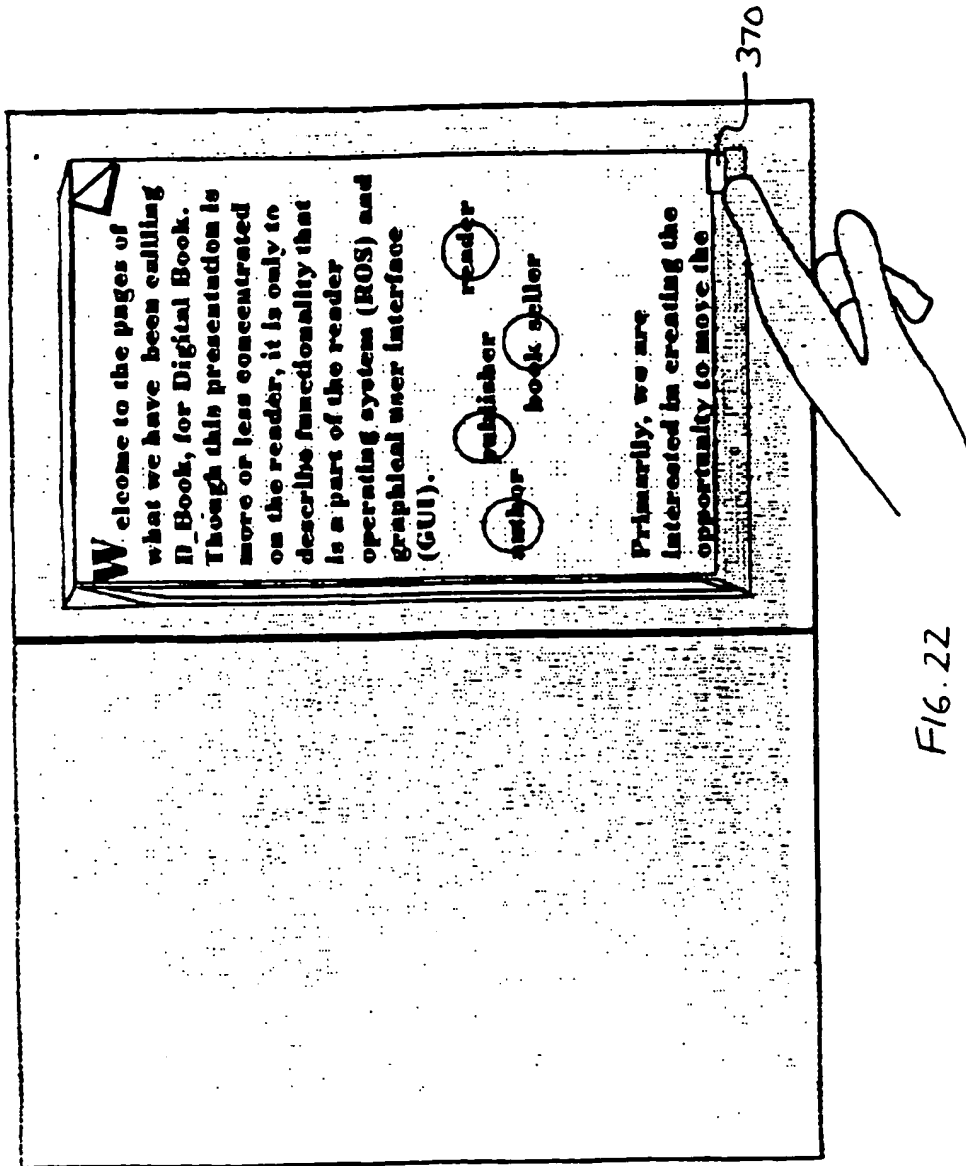 Welcome to the pages of
what we have been callling
D_Book, for Digital Book.
Though this presentation is
more or less concentrated
on the reader, it is only to
describe functionality that
is a part of the reader
operating system (ROS) and
graphical user interface
(GUI).
author publisher book seller reader
Primarily, we are
interested in creating the
opportunity to move the
370
FIG. 22